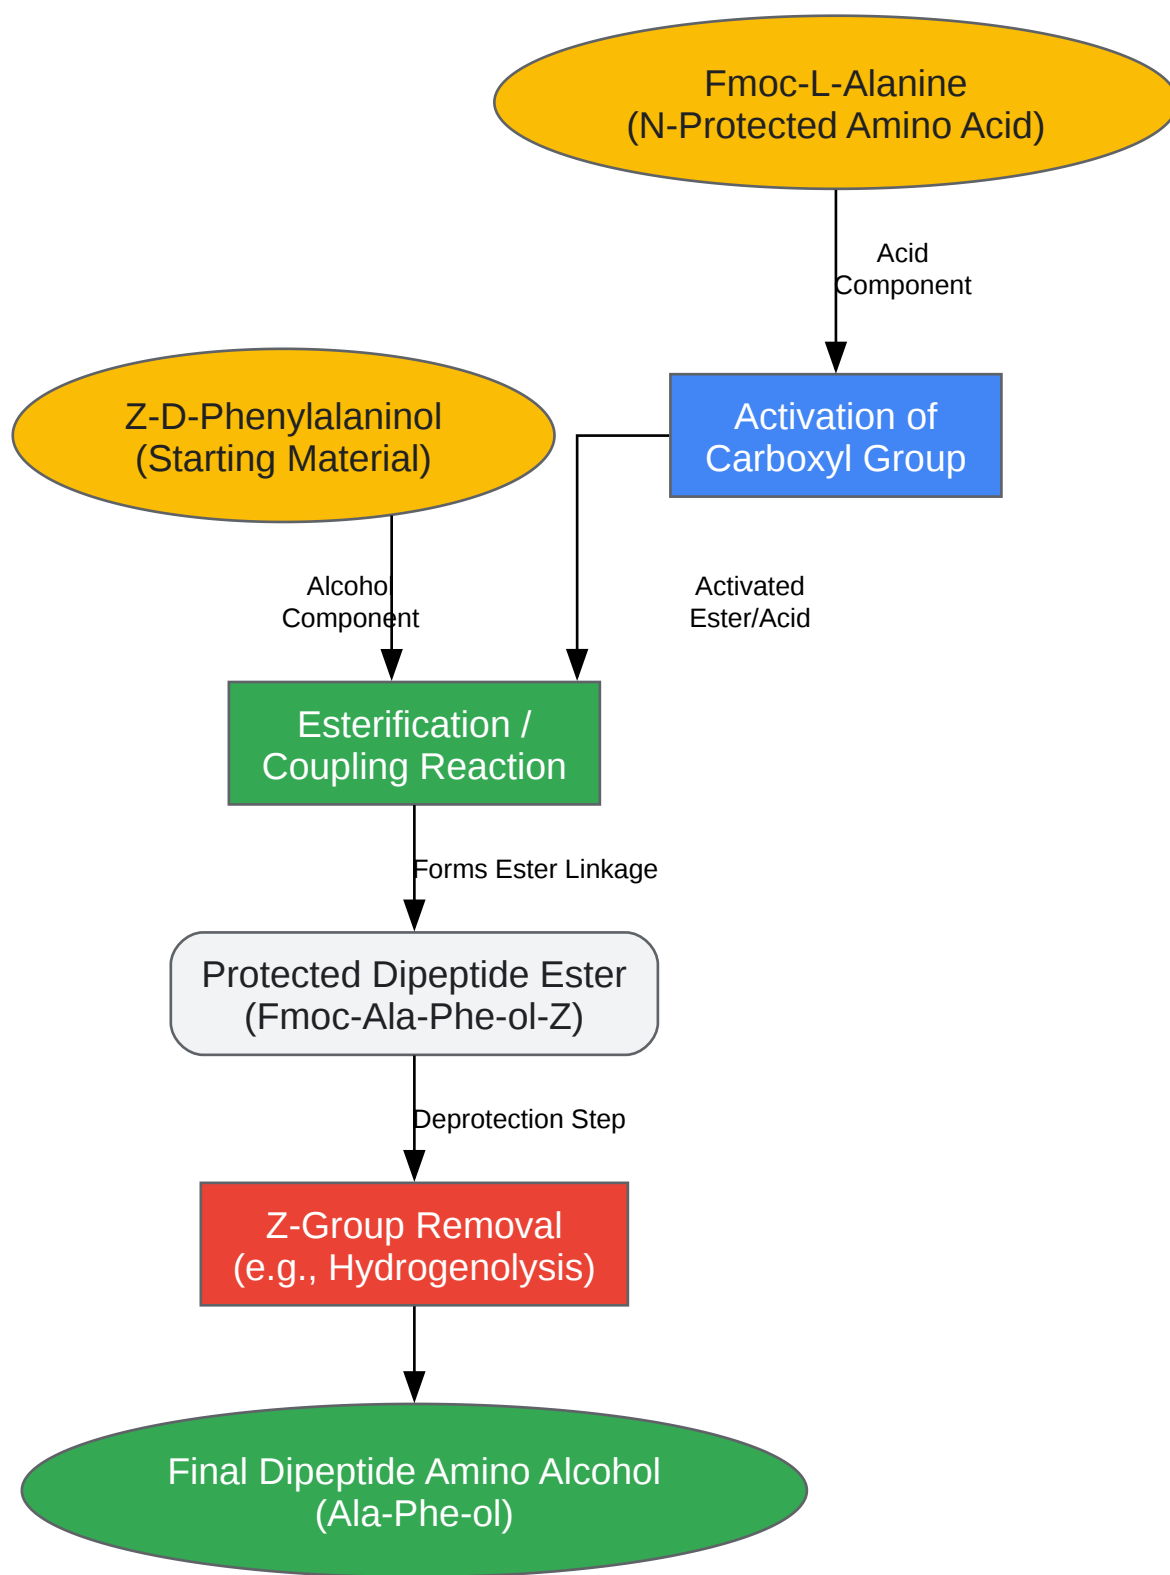 Fmoc-L-Alanine
(N-Protected Amino Acid)
Acid
Component
Z-D-Phenylalaninol
(Starting Material)
Activation of
Carboxyl Group
Alcohol
Component
Activated
Ester/Acid
Esterification /
Coupling Reaction
Forms Ester Linkage
Protected Dipeptide Ester
(Fmoc-Ala-Phe-ol-Z)
Deprotection Step
Z-Group Removal
(e.g., Hydrogenolysis)
Final Dipeptide Amino Alcohol
(Ala-Phe-ol)